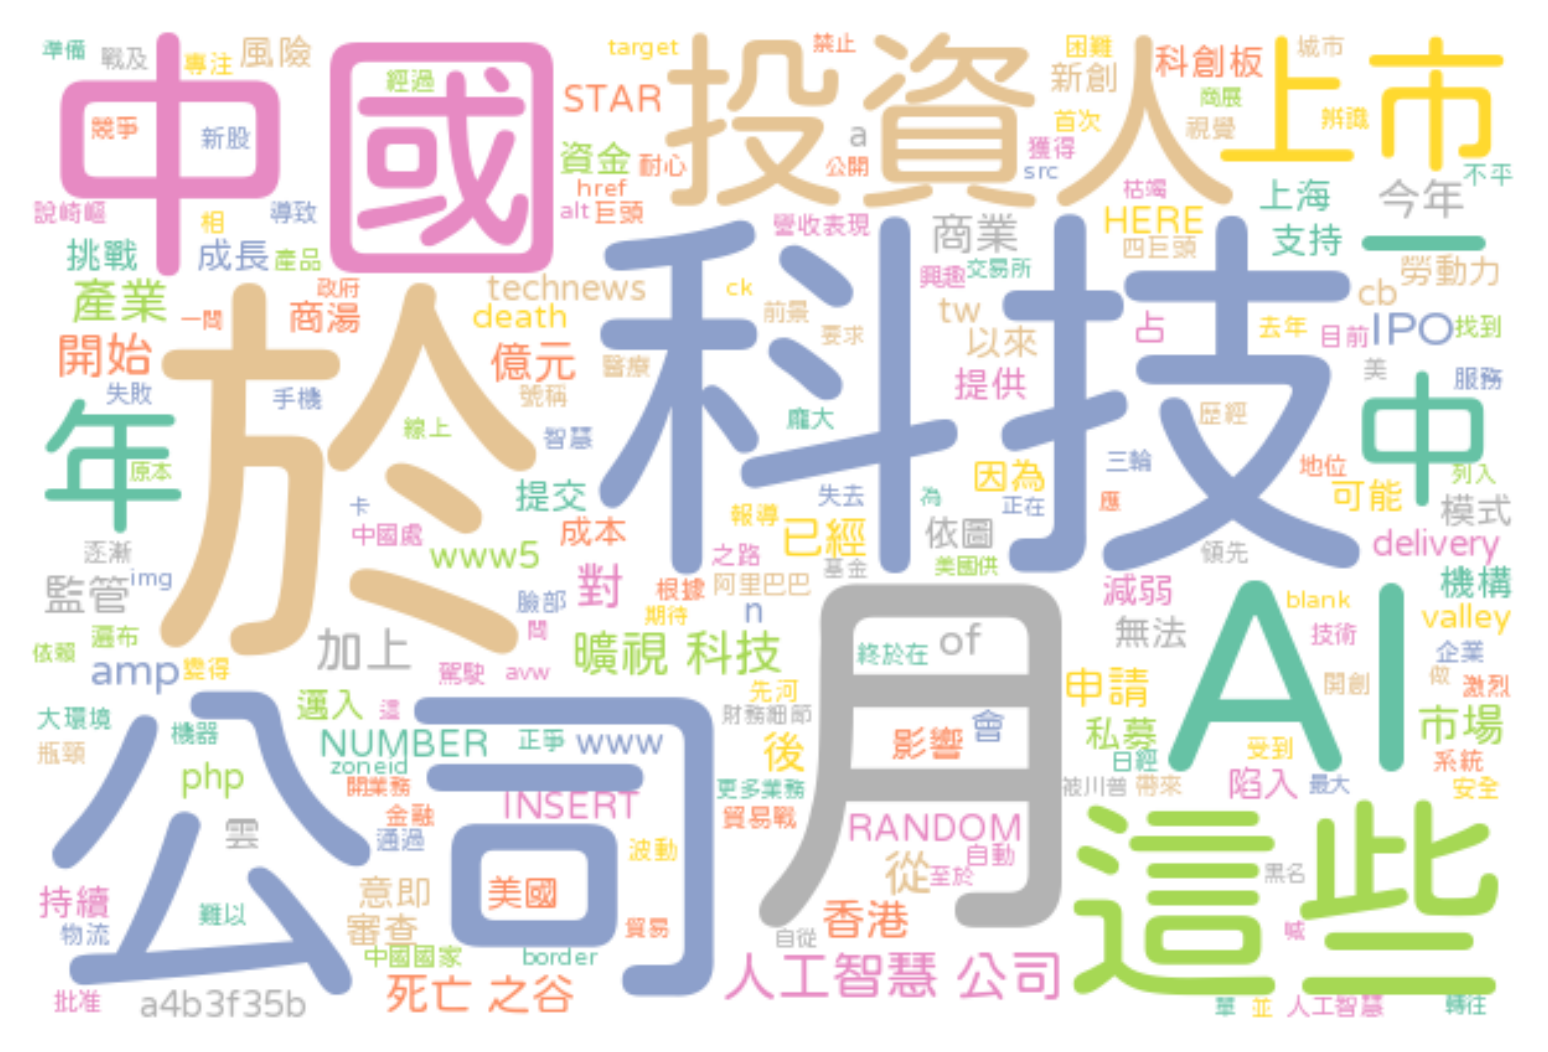 準備 戰及 專注 風險 target 禁止 困難 城市
中國 經過 STAR 投資人 新創 科創板 上市
競爭 新股 a 首次 商展 視覺 辨識
資金 耐心 公開 獲得 src 不平
href alt 巨頭 枯竭 上海 今年
說崎嶇 相 導致 營收表現 商業 HERE 支持 一
挑戰 成長 產品 興趣 交易所 四巨頭 勞動力
產業 政府 technews ck 前景 tw cb
一間 商湯 death 要求 以來 占 去年 目前 IPO 找到
開始 億元 醫療 科技 提供 美 服務
失敗 於 手機 號稱 龐大 歷經 中
年 線上 智慧 因為 三輪 地位 列入
原本 卡 提交 失去 為 正在 應 可能 模式
中國處 成本 報導 已經 依圖 領先 delivery
逐漸 www5 之路 基金 美國供
監管 img 對 根據 阿里巴巴 減弱 機構
臉部 期待 n blank valley
依賴 遍布 加上 問 曠視 科技 終於在 of 無法 技術 企業
amp 變得 駕駛 avw 月 AI
邁入 這 先河 申請 開創 做 激烈
大環境 機器 NUMBER 正爭 www 財務細節 會 私募 市場
瓶頸 zoneid 後 影響 日經 受到 系統
php 開業務 更多業務 被川普 帶來 陷入 最大 安全
公司 金融 INSERT 貿易戰 RANDOM
雲 通過 波動 自動 這些
持續 意即 美國 從 至於 黑名
物流 難以 審查 貿易 香港 自從 喊
中國國家 border 人工智慧 公司
批准 a4b3f35b 死亡 之谷 單 並 人工智慧 轉往